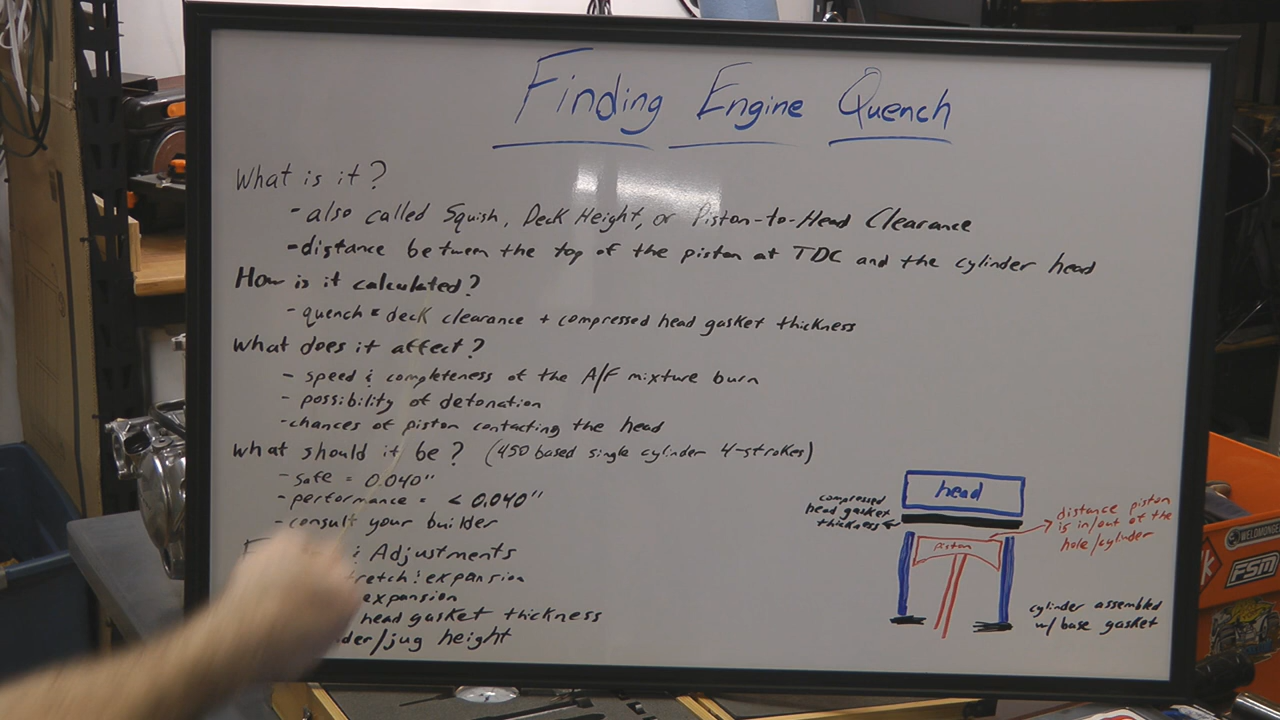 Finding Engine Quench
What is it?
- also called Squish, Deck Height, or Piston-to-Head Clearance
- distance between the top of the piston at TDC and the cylinder head
How is it calculated?
- quench = deck clearance + compressed head gasket thickness
What does it affect?
- speed & completeness of the A/F mixture burn
- possibility of detonation
- chances of piston contacting the head
what should it be? (450 based single cylinder 4-strokes)
- safe = 0.040"
- performance = < 0.040"
- consult your builder
& Adjustments
expansion
expansion
head gasket thickness
/jug height
head
compressed
head gasket
thickness
piston
distance piston
is in/out of the
hole/cylinder
cylinder assembled
w/ base gasket
FSM